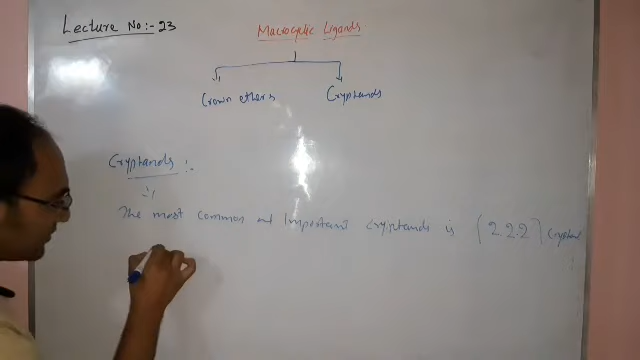 Lecture No:- 23
Macrocyclic Ligands
Crown ethers
Cryptands
Cryptands :-
The most common and Important cryptands is [2.2.2] Cryptand